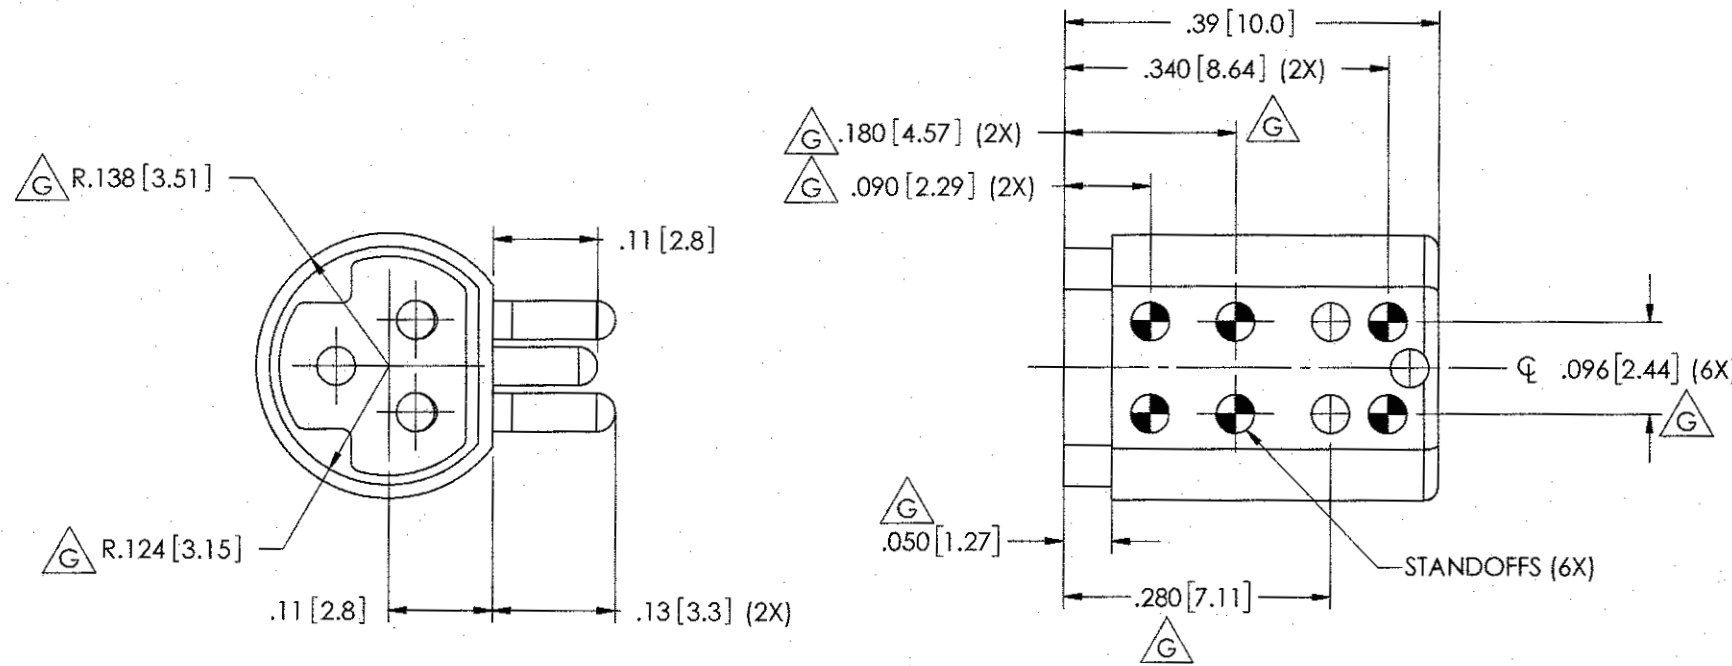 .39 [10.0]
.340 [8.64] (2X)
G .180 [4.57] (2X) G
G .090 [2.29] (2X)
G R.138 [3.51]
.11 [2.8]
℄ .096 [2.44] (6X)
G
G
.050 [1.27]
G R.124 [3.15]
STANDOFFS (6X)
.11 [2.8] .13 [3.3] (2X)
.280 [7.11]
G